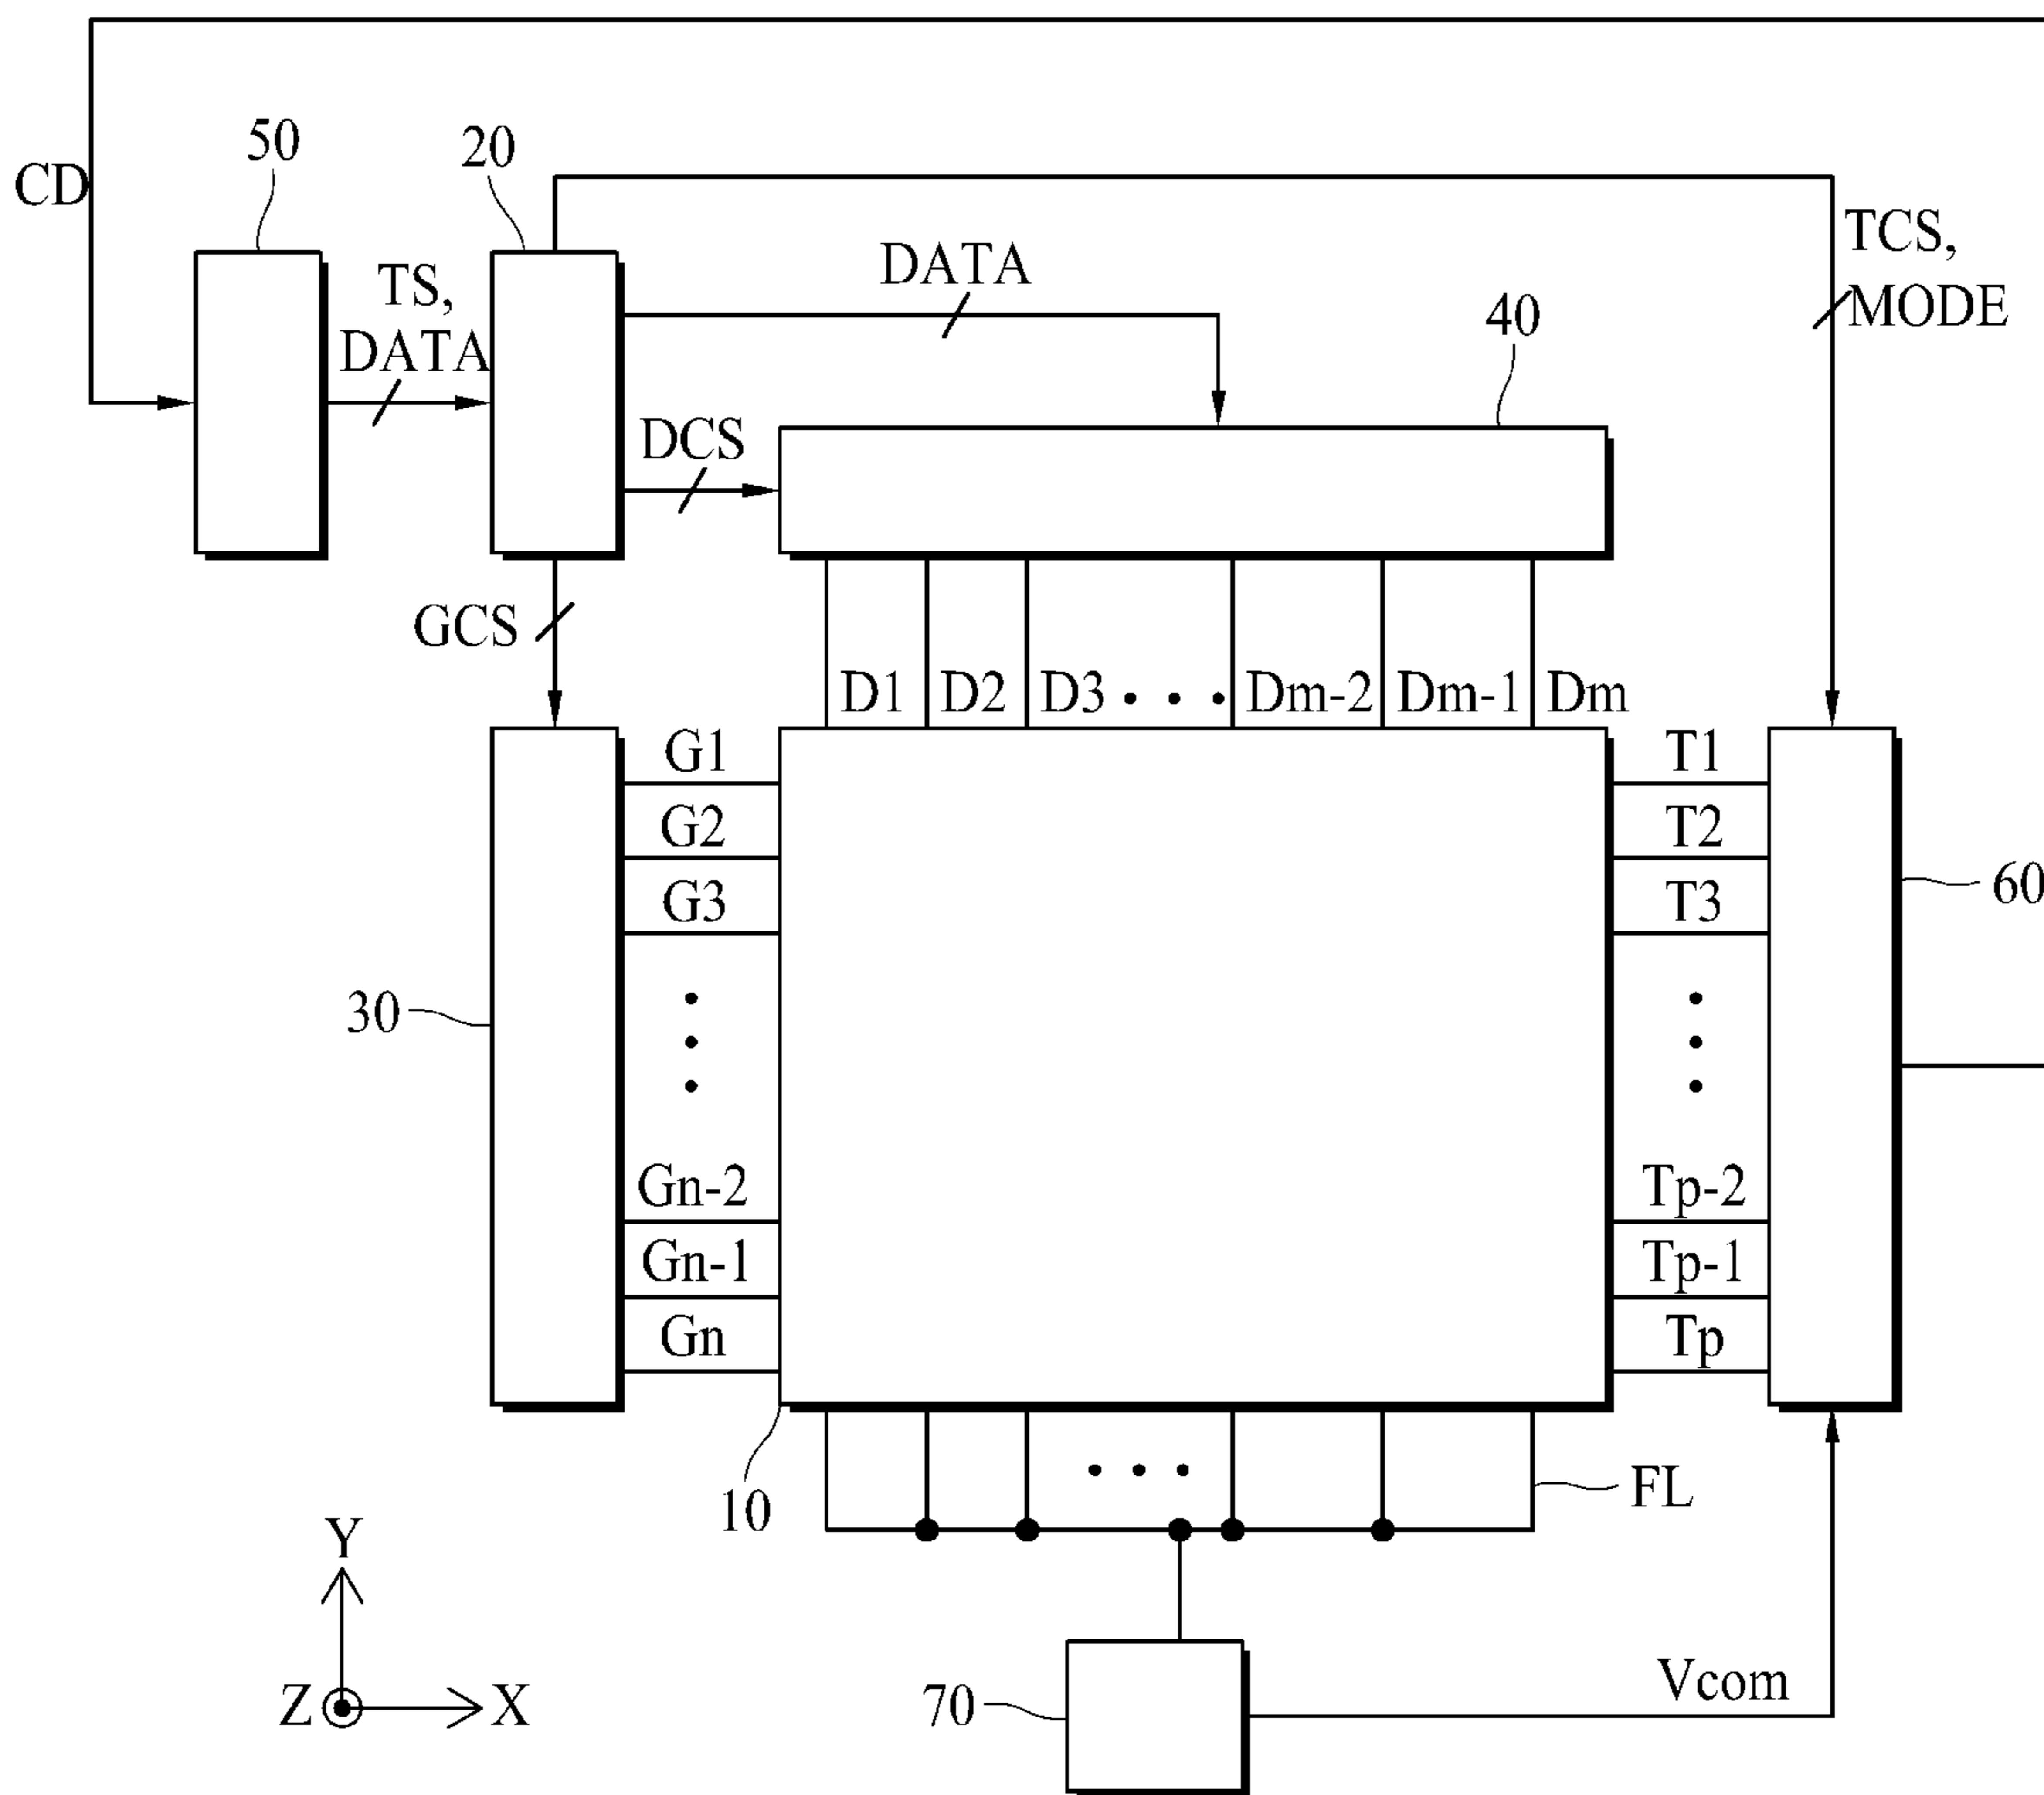 50
20
CD
TS,
DATA
DATA
TCS,
MODE
40
DCS
GCS
D1 D2 D3 • • • Dm-2 Dm-1 Dm
G1
G2
G3
T1
T2
T3
60
30
Gn-2
Gn-1
Gn
Tp-2
Tp-1
Tp
10
• • •
FL
Y
Z
X
70
Vcom